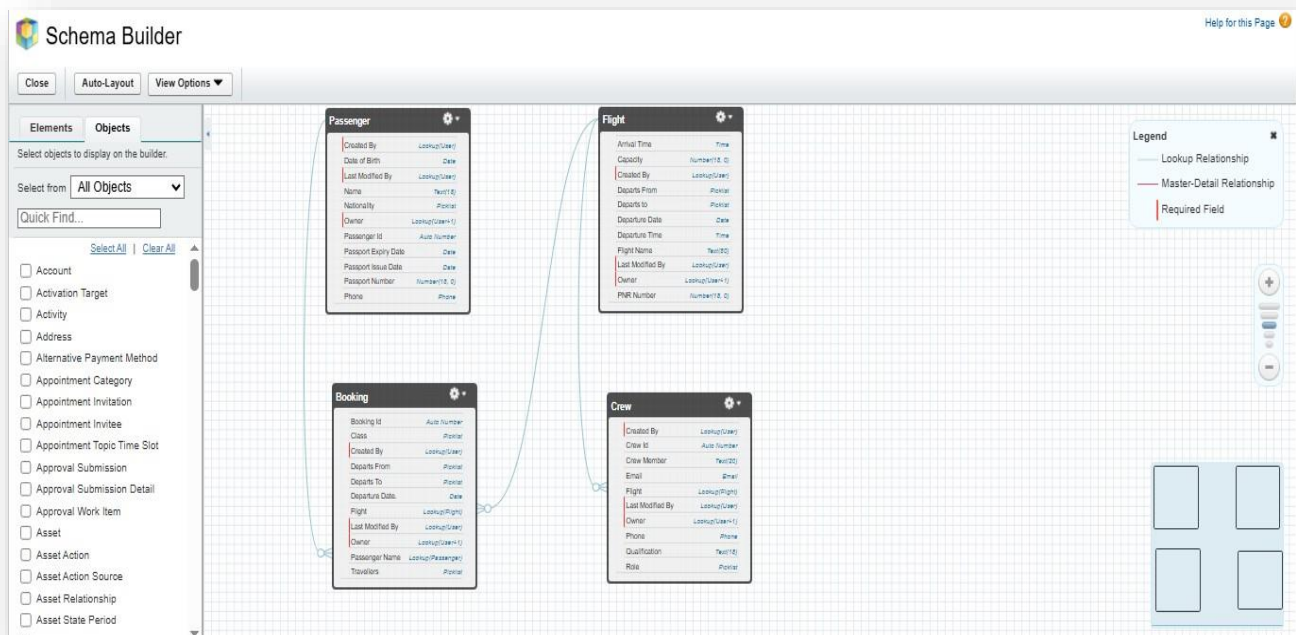 Schema Builder
Help for this Page
Close
Auto-Layout
View Options
Elements
Objects
Select objects to display on the builder.
Select from All Objects
Quick Find...
Select All | Clear All
Account
Activation Target
Activity
Address
Alternative Payment Method
Appointment Category
Appointment Invitation
Appointment Invitee
Appointment Topic Time Slot
Approval Submission
Approval Submission Detail
Approval Work Item
Asset
Asset Action
Asset Action Source
Asset Relationship
Asset State Period
Passenger
Created By Lookup(User)
Date of Birth Date
Last Modified By Lookup(User)
Name Text(18)
Nationality Picklist
Owner Lookup(User+1)
Passenger Id Auto Number
Passport Expiry Date Date
Passport Issue Date Date
Passport Number Number(18, 0)
Phone Phone
Flight
Arrival Time Time
Capacity Number(18, 0)
Created By Lookup(User)
Departs From Picklist
Departs to Picklist
Departure Date Date
Departure Time Time
Flight Name Text(80)
Last Modified By Lookup(User)
Owner Lookup(User+1)
PNR Number Number(18, 0)
Booking
Booking Id Auto Number
Class Picklist
Created By Lookup(User)
Departs From Picklist
Departs To Picklist
Departure Date. Date
Flight Lookup(Flight)
Last Modified By Lookup(User)
Owner Lookup(User+1)
Passenger Name Lookup(Passenger)
Travellers Picklist
Crew
Created By Lookup(User)
Crew Id Auto Number
Crew Member Text(20)
Email Email
Flight Lookup(Flight)
Last Modified By Lookup(User)
Owner Lookup(User+1)
Phone Phone
Qualification Text(18)
Role Picklist
Legend
Lookup Relationship
Master-Detail Relationship
Required Field